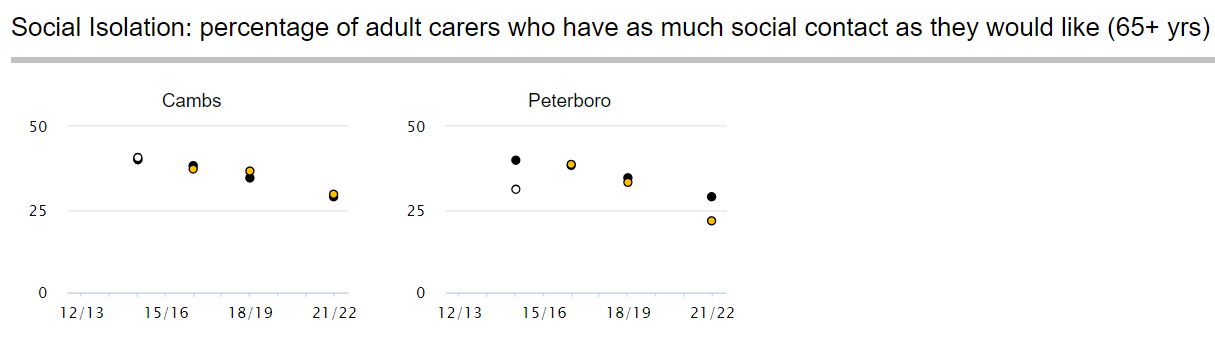 Social Isolation: percentage of adult carers who have as much social contact as they would like (65+ yrs)
Cambs
50
25
0
12/13 15/16 18/19 21/22
Peterboro
50
25
0
12/13 15/16 18/19 21/22